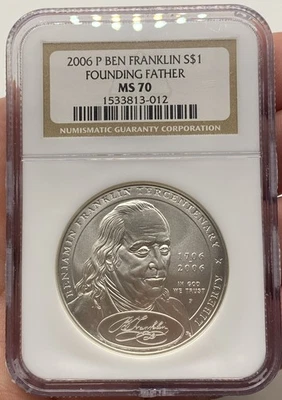 2006 P BEN FRANKLIN S$1
FOUNDING FATHER
MS 70
1533813-012
NUMISMATIC GUARANTY CORPORATION
BENJAMIN FRANKLIN TERCENTENARY
LIBERTY
1706
2006
IN GOD
WE TRUST
P
B Franklin